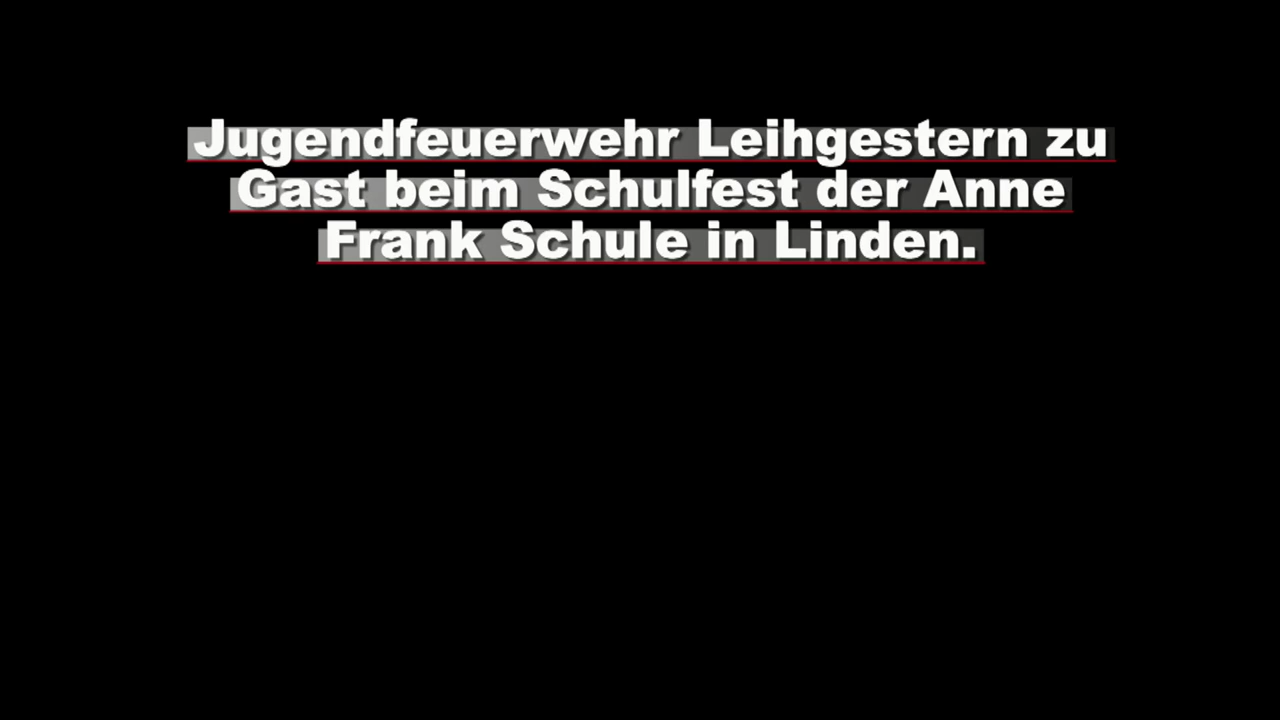 Jugendfeuerwehr Leihgestern zu
Gast beim Schulfest der Anne
Frank Schule in Linden.